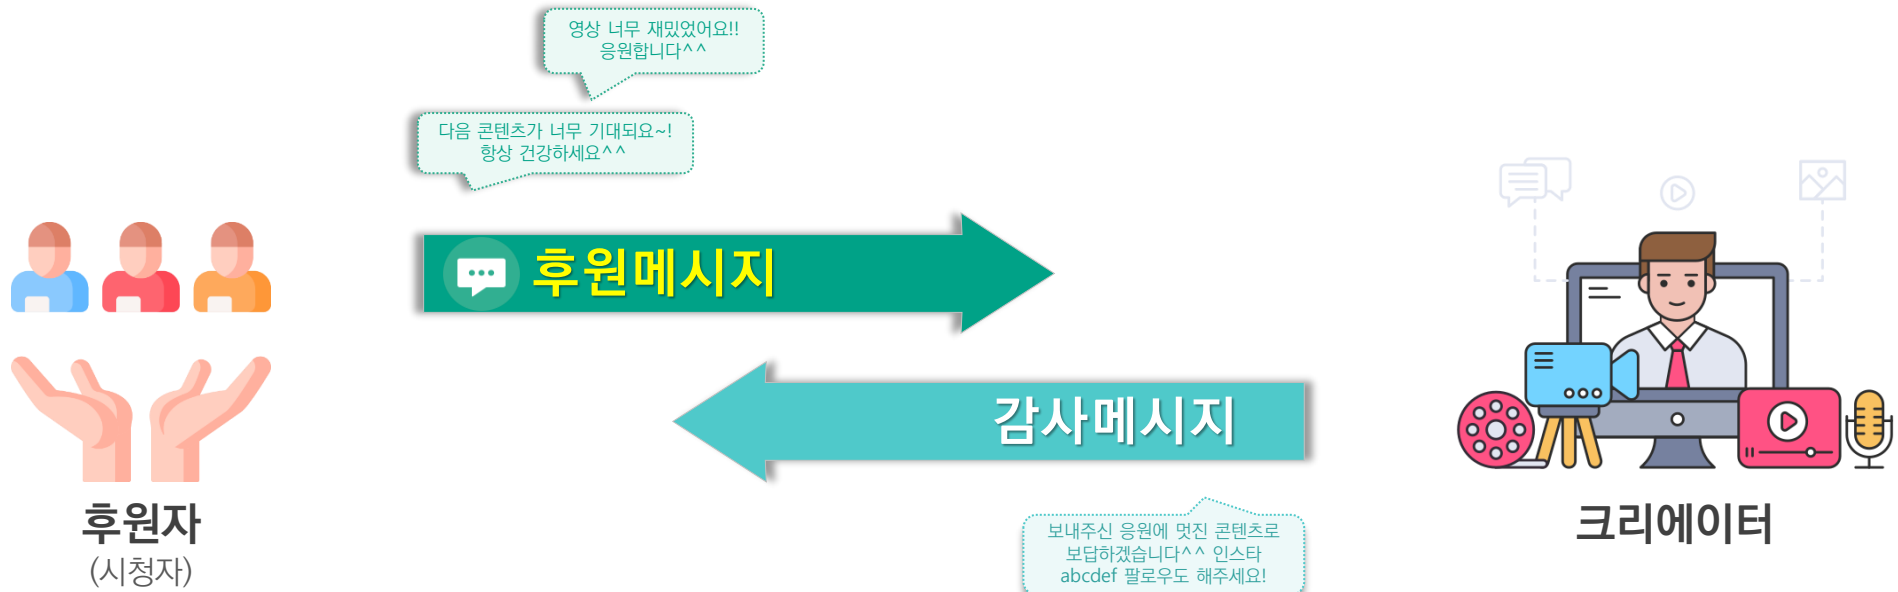 영상 너무 재밌었어요!!
응원합니다^^
다음 콘텐츠가 너무 기대되요~!
항상 건강하세요^^
후원메시지
감사메시지
후원자
(시청자)
크리에이터
보내주신 응원에 멋진 콘텐츠로
보답하겠습니다^^ 인스타
abcdef 팔로우도 해주세요!